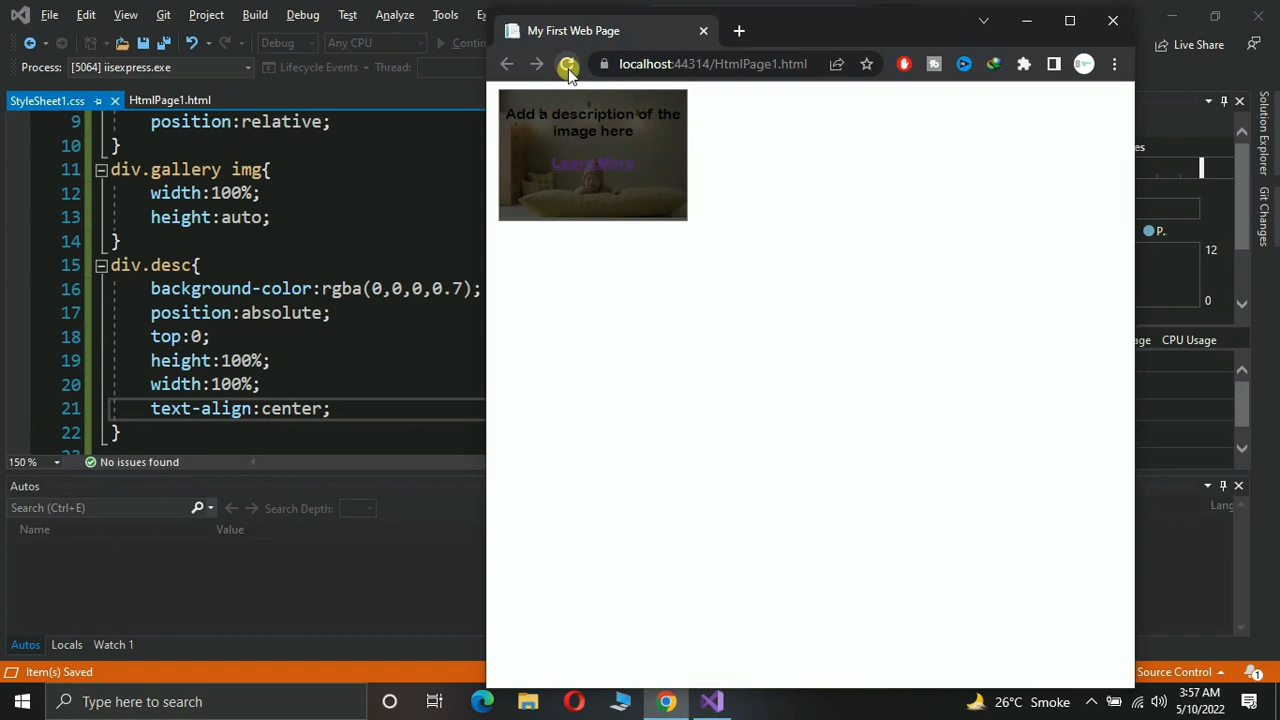 File Edit View Git Project Build Debug Test Analyze Tools
My First Web Page
Debug Any CPU
Live Share
Process: [5064] iisexpress.exe Lifecycle Events Thread:
localhost:44314/HtmlPage1.html
StyleSheet1.css HtmlPage1.html
9 position:relative;
10 }
11 div.gallery img{
12 width:100%;
13 height:auto;
14 }
15 div.desc{
16 background-color:rgba(0,0,0,0.7);
17 position:absolute;
18 top:0;
19 height:100%;
20 width:100%;
21 text-align:center;
22 }
Add a description of the
image here
Learn More
P..
12
0
CPU Usage
Solution Explorer
Git Changes
150 % No issues found
Autos
Search (Ctrl+E) Search Depth:
Name Value
Lang
Autos Locals Watch 1
Item(s) Saved
Source Control 1
Type here to search
26°C Smoke
3:57 AM
5/10/2022